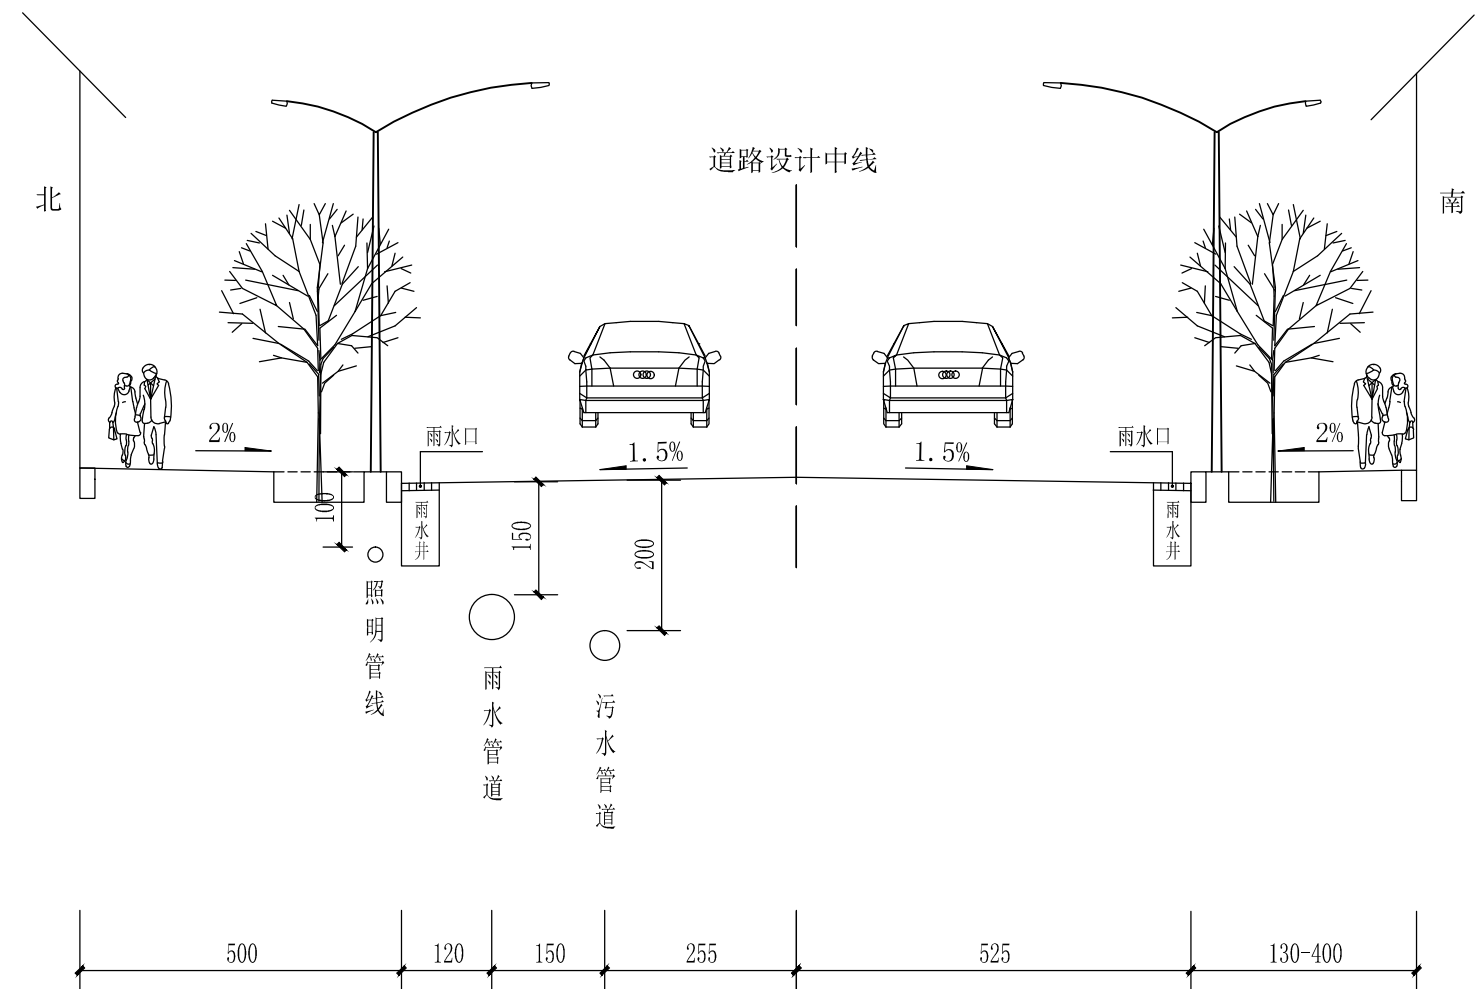 道路设计中线
北
南
2%
雨水口
1.5%
1.5%
雨水口
2%
100
雨水井
150
200
雨水井
照明管线
雨水管道
污水管道
500
120
150
255
525
130-400